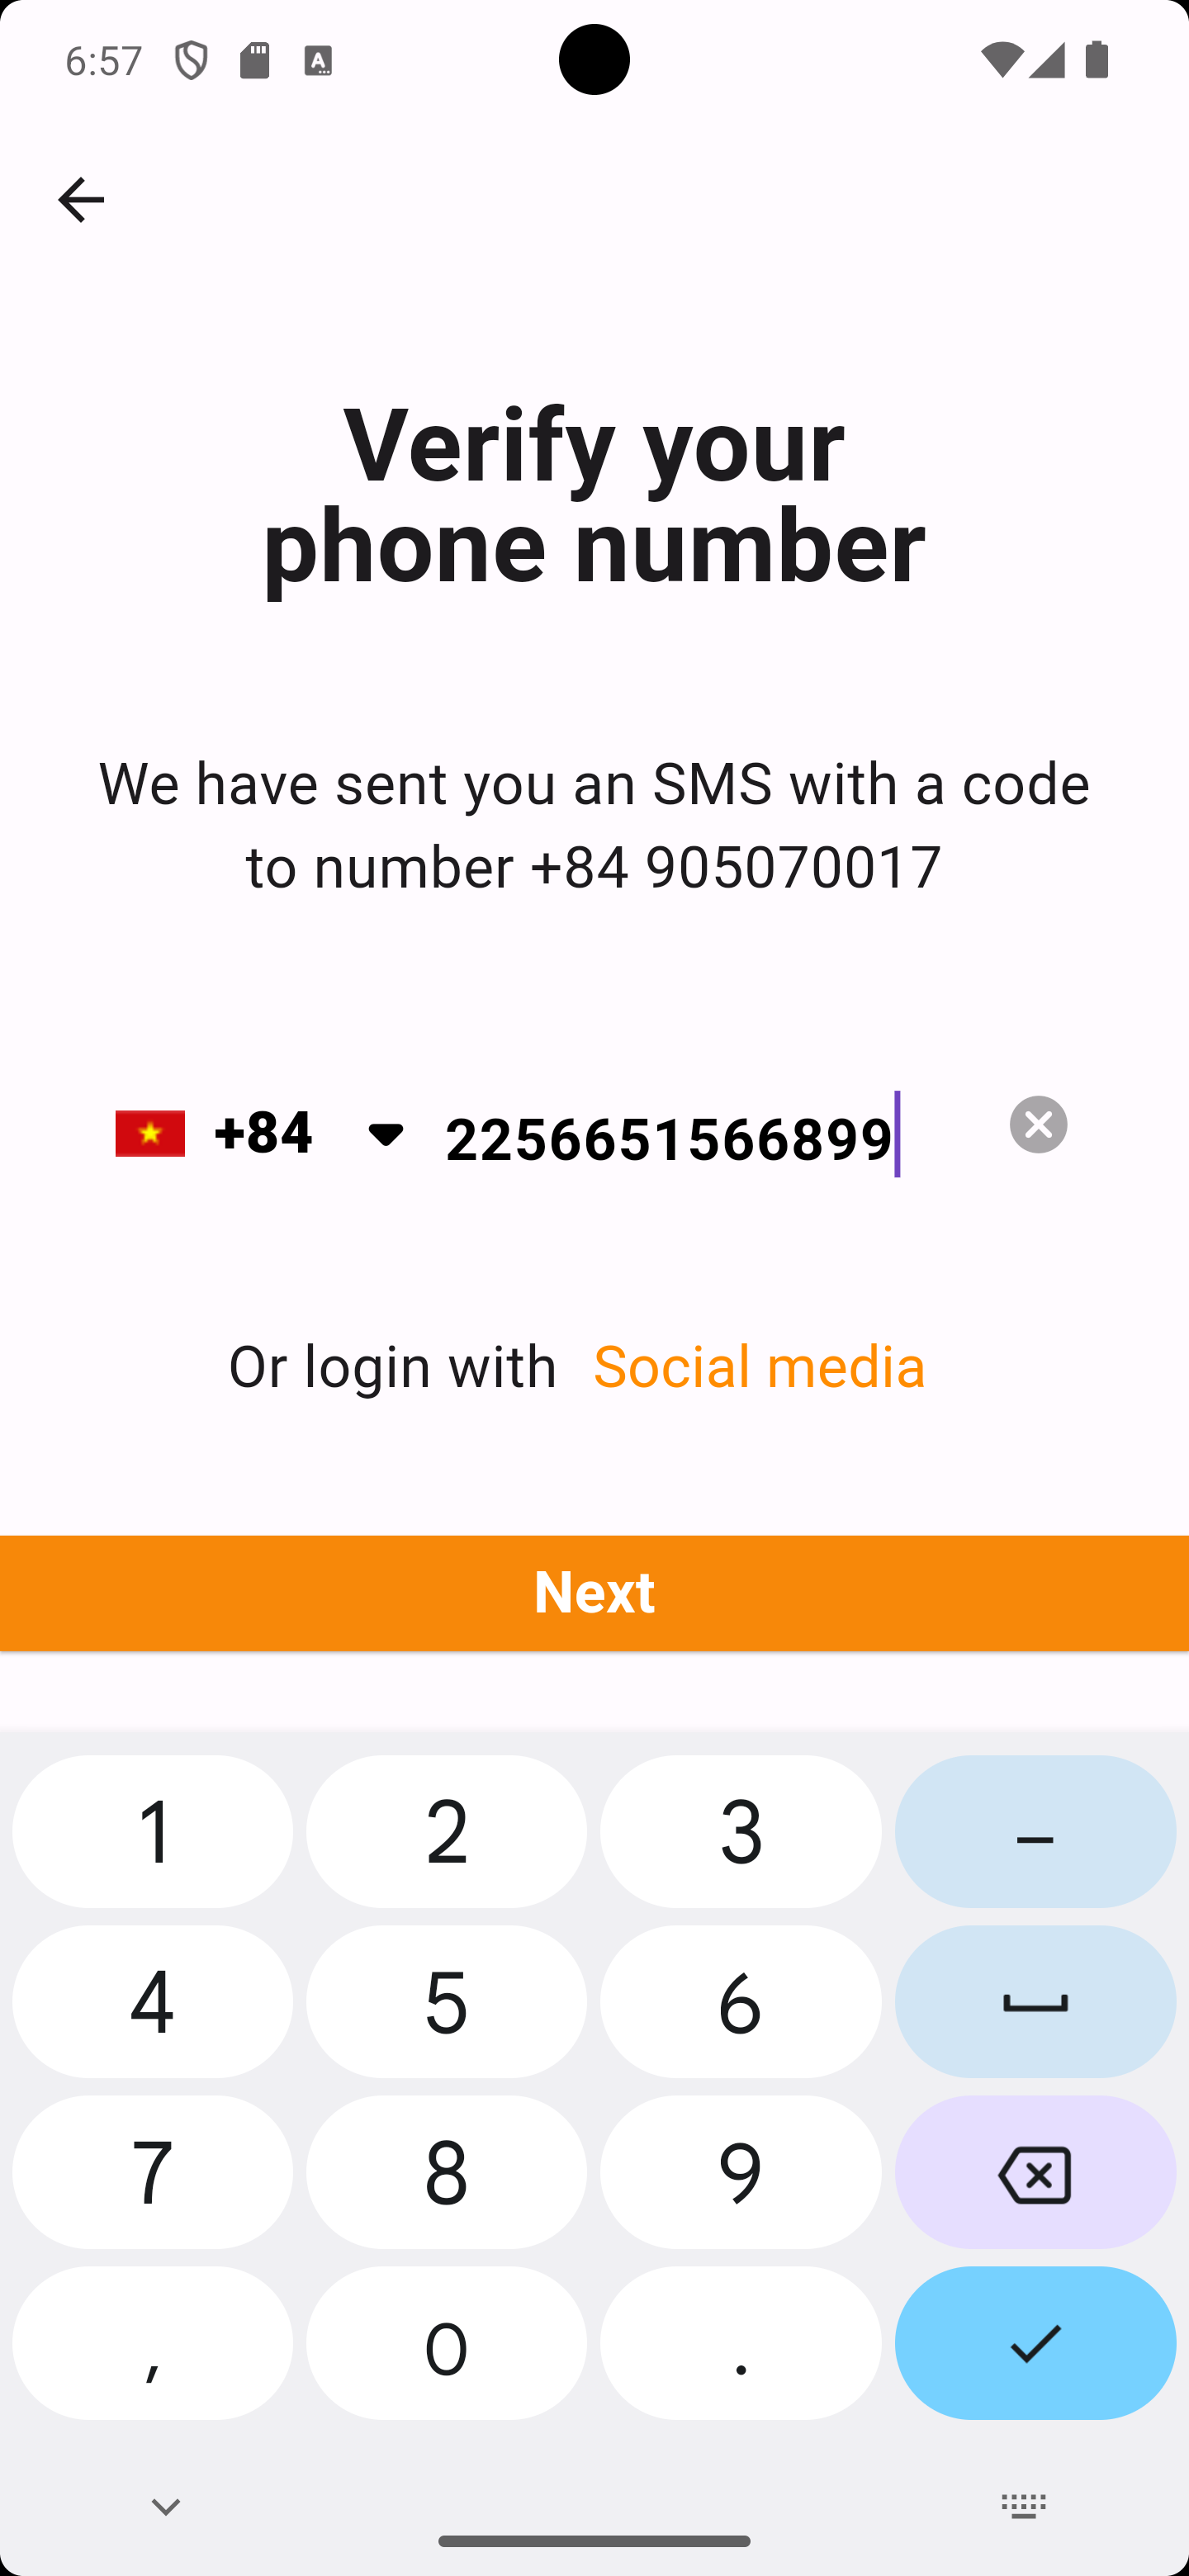 6:57
Verify your
phone number
We have sent you an SMS with a code
to number +84 905070017
+84 2256651566899
Or login with Social media
Next
1 2 3 –
4 5 6
7 8 9
, 0 .